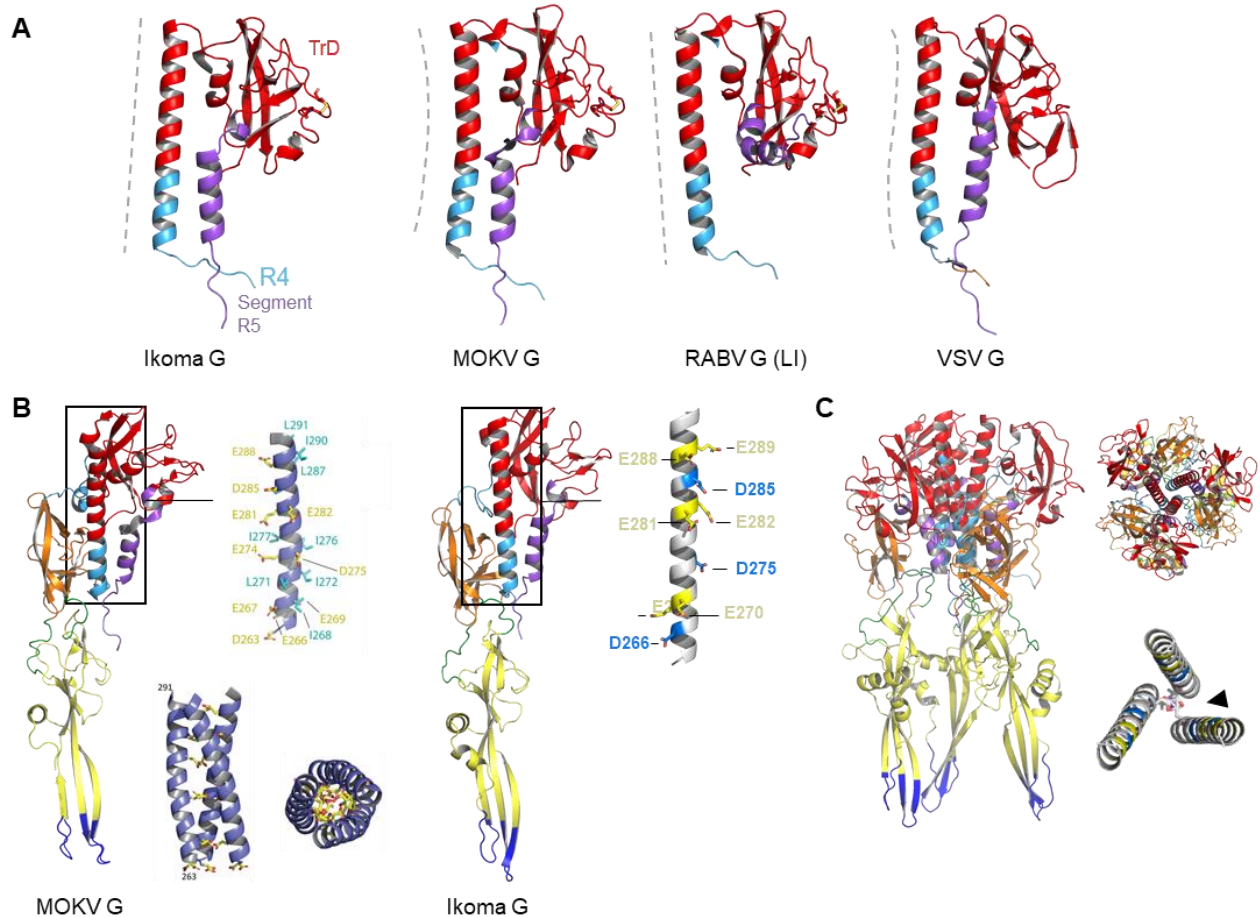 A
TrD
R4
Segment
R5
Ikoma G
MOKV G
RABV G (LI)
VSV G
B
C
L291
I290
E288
L287
D285
E281
E282
I277
I276
E274
D275
L271
I272
E267
E269
D263
E266
I268
291
263
MOKV G
E289
E288
D285
E281
E282
D275
E270
D266
Ikoma G